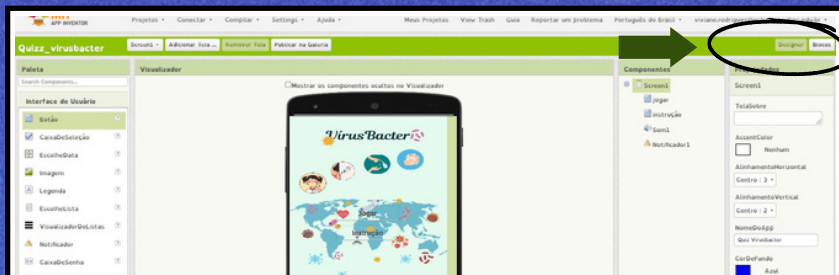 MIT
APP INVENTOR
Projetos Conectar Compilar Settings Ajuda Meus Projetos View Trash Guia Reportar um problema Português do Brasil
Quizz_virusbacter Screen1 Adicionar Tela ... Remover Tela Publicar na Galeria Designer Blocos
Paleta
Search Components...
Interface de Usuário
Botão
CaixaDeSeleção
EscolheData
Imagem
Legenda
EscolheLista
VisualizadorDeListas
Notificador
CaixaDeSenha
Visualizador
Mostrar os componentes ocultos no Visualizador
VírusBacter
Jogar
Instrução
Componentes
Screen1
jogar
instrução
Som1
Notificador1
Propriedades
Screen1
TelaSobre
AccentColor
Nenhum
AlinhamentoHorizontal
Centro : 3
AlinhamentoVertical
Centro : 2
NomeDoApp
Quiz Virusbacter
CorDeFundo
Azul